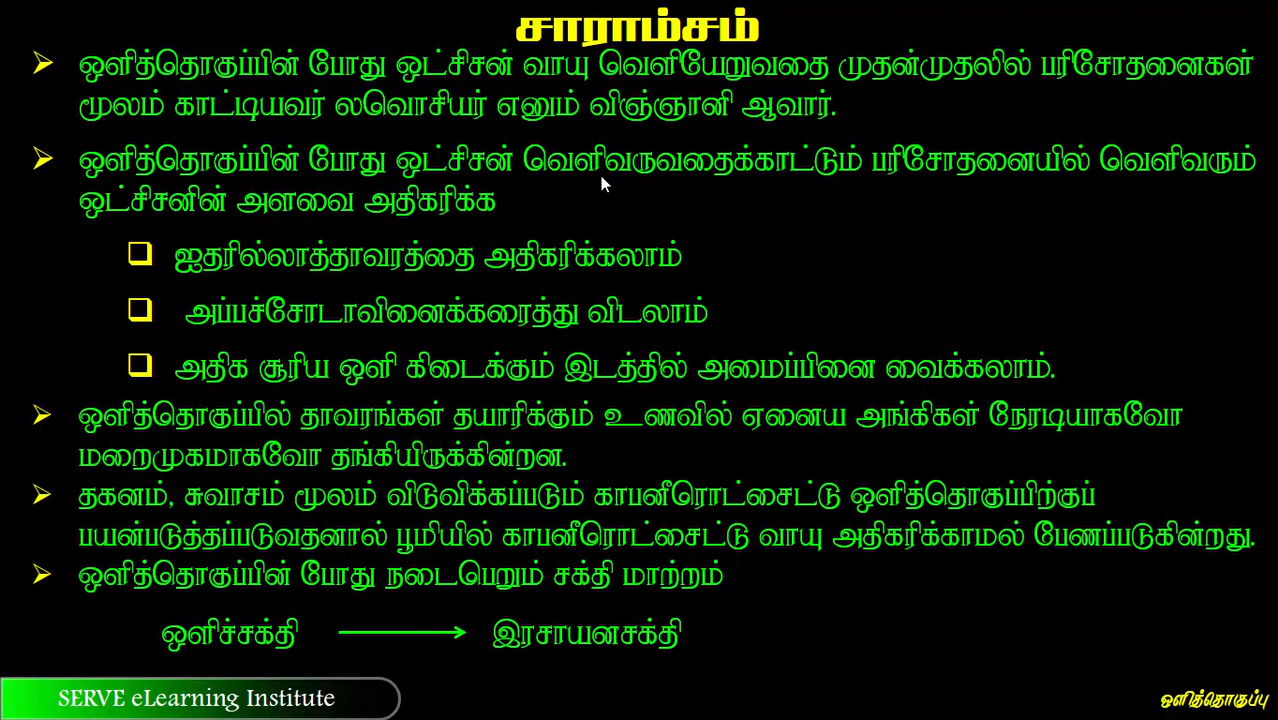 சாராம்சம்
ஒளித்தொகுப்பின் போது ஒட்சிசன் வாயு வெளியேறுவதை முதன்முதலில் பரிசோதனைகள்
மூலம் காட்டியவர் லவொசியர் எனும் விஞ்ஞானி ஆவார்.
ஒளித்தொகுப்பின் போது ஒட்சிசன் வெளிவருவதைக்காட்டும் பரிசோதனையில் வெளிவரும்
ஒட்சிசனின் அளவை அதிகரிக்க
ஐதரில்லாத்தாவரத்தை அதிகரிக்கலாம்
அப்பச்சோடாவினைக்கரைத்து விடலாம்
அதிக சூரிய ஒளி கிடைக்கும் இடத்தில் அமைப்பினை வைக்கலாம்.
ஒளித்தொகுப்பில் தாவரங்கள் தயாரிக்கும் உணவில் ஏனைய அங்கிகள் நேரடியாகவோ
மறைமுகமாகவோ தங்கியிருக்கின்றன.
தகனம், சுவாசம் மூலம் விடுவிக்கப்படும் காபனீரொட்சைட்டு ஒளித்தொகுப்பிற்குப்
பயன்படுத்தப்படுவதனால் பூமியில் காபனீரொட்சைட்டு வாயு அதிகரிக்காமல் பேணப்படுகின்றது.
ஒளித்தொகுப்பின் போது நடைபெறும் சக்தி மாற்றம்
ஒளிச்சக்தி ⟶ இரசாயனசக்தி
SERVE eLearning Institute
ஒளித்தொகுப்பு